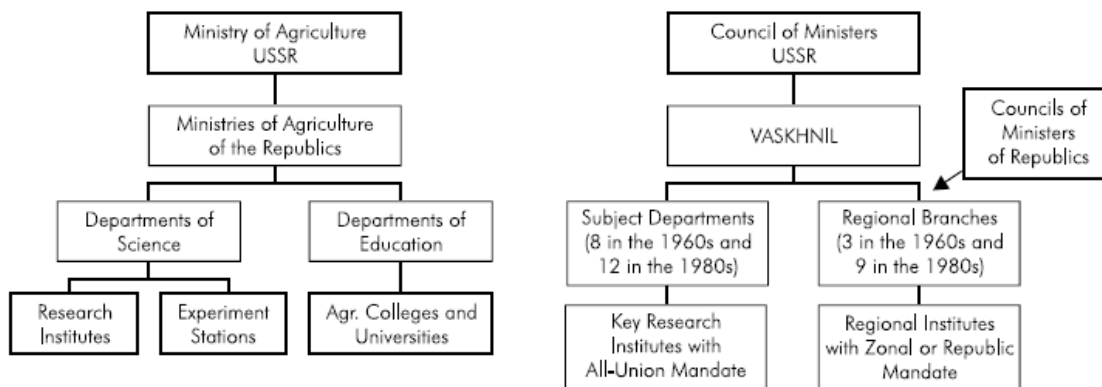 Ministry of Agriculture
USSR
Ministries of Agriculture
of the Republics
Departments of
Science
Departments of
Education
Research
Institutes
Experiment
Stations
Agr. Colleges and
Universities
Council of Ministers
USSR
VASKHNIL
Councils of
Ministers
of Republics
Subject Departments
(8 in the 1960s and
12 in the 1980s)
Regional Branches
(3 in the 1960s and
9 in the 1980s)
Key Research
Institutes with
All-Union Mandate
Regional Institutes
with Zonal or Republic
Mandate